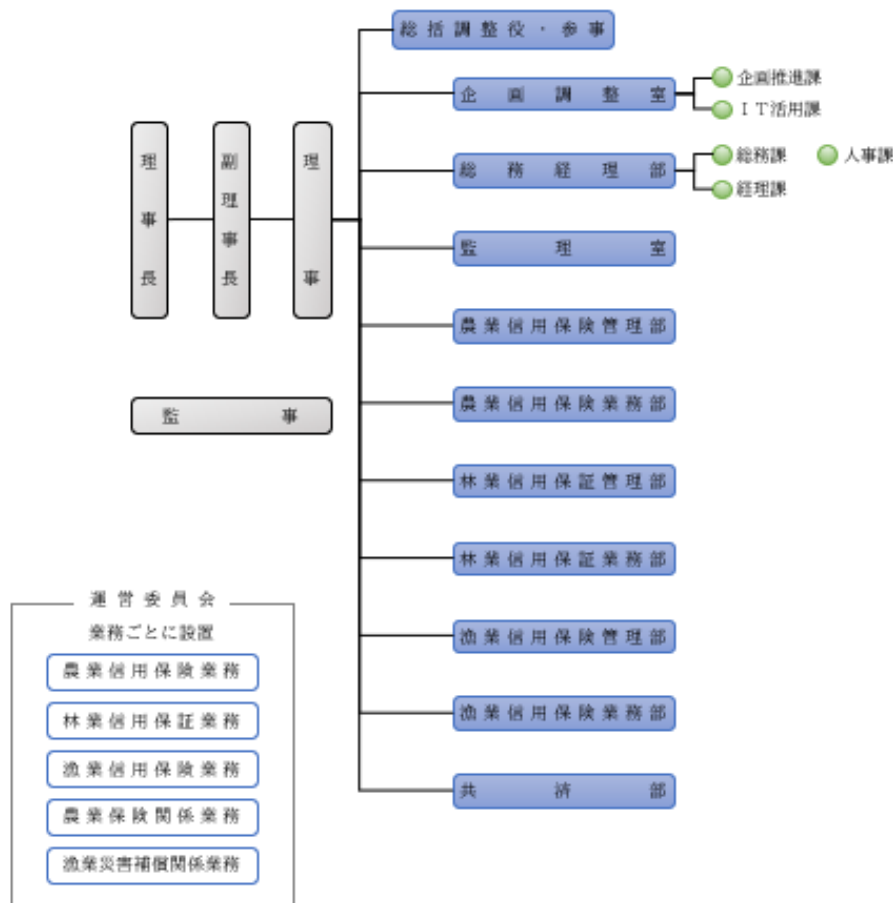 総括調整役・参事
企画調整室
企画推進課
ＩＴ活用課
総務経理部
総務課
人事課
経理課
理事長
副理事長
理事
監理室
農業信用保険管理部
監事
農業信用保険業務部
林業信用保証管理部
林業信用保証業務部
漁業信用保険管理部
漁業信用保険業務部
共済部
運営委員会
業務ごとに設置
農業信用保険業務
林業信用保証業務
漁業信用保険業務
農業保険関係業務
漁業災害補償関係業務